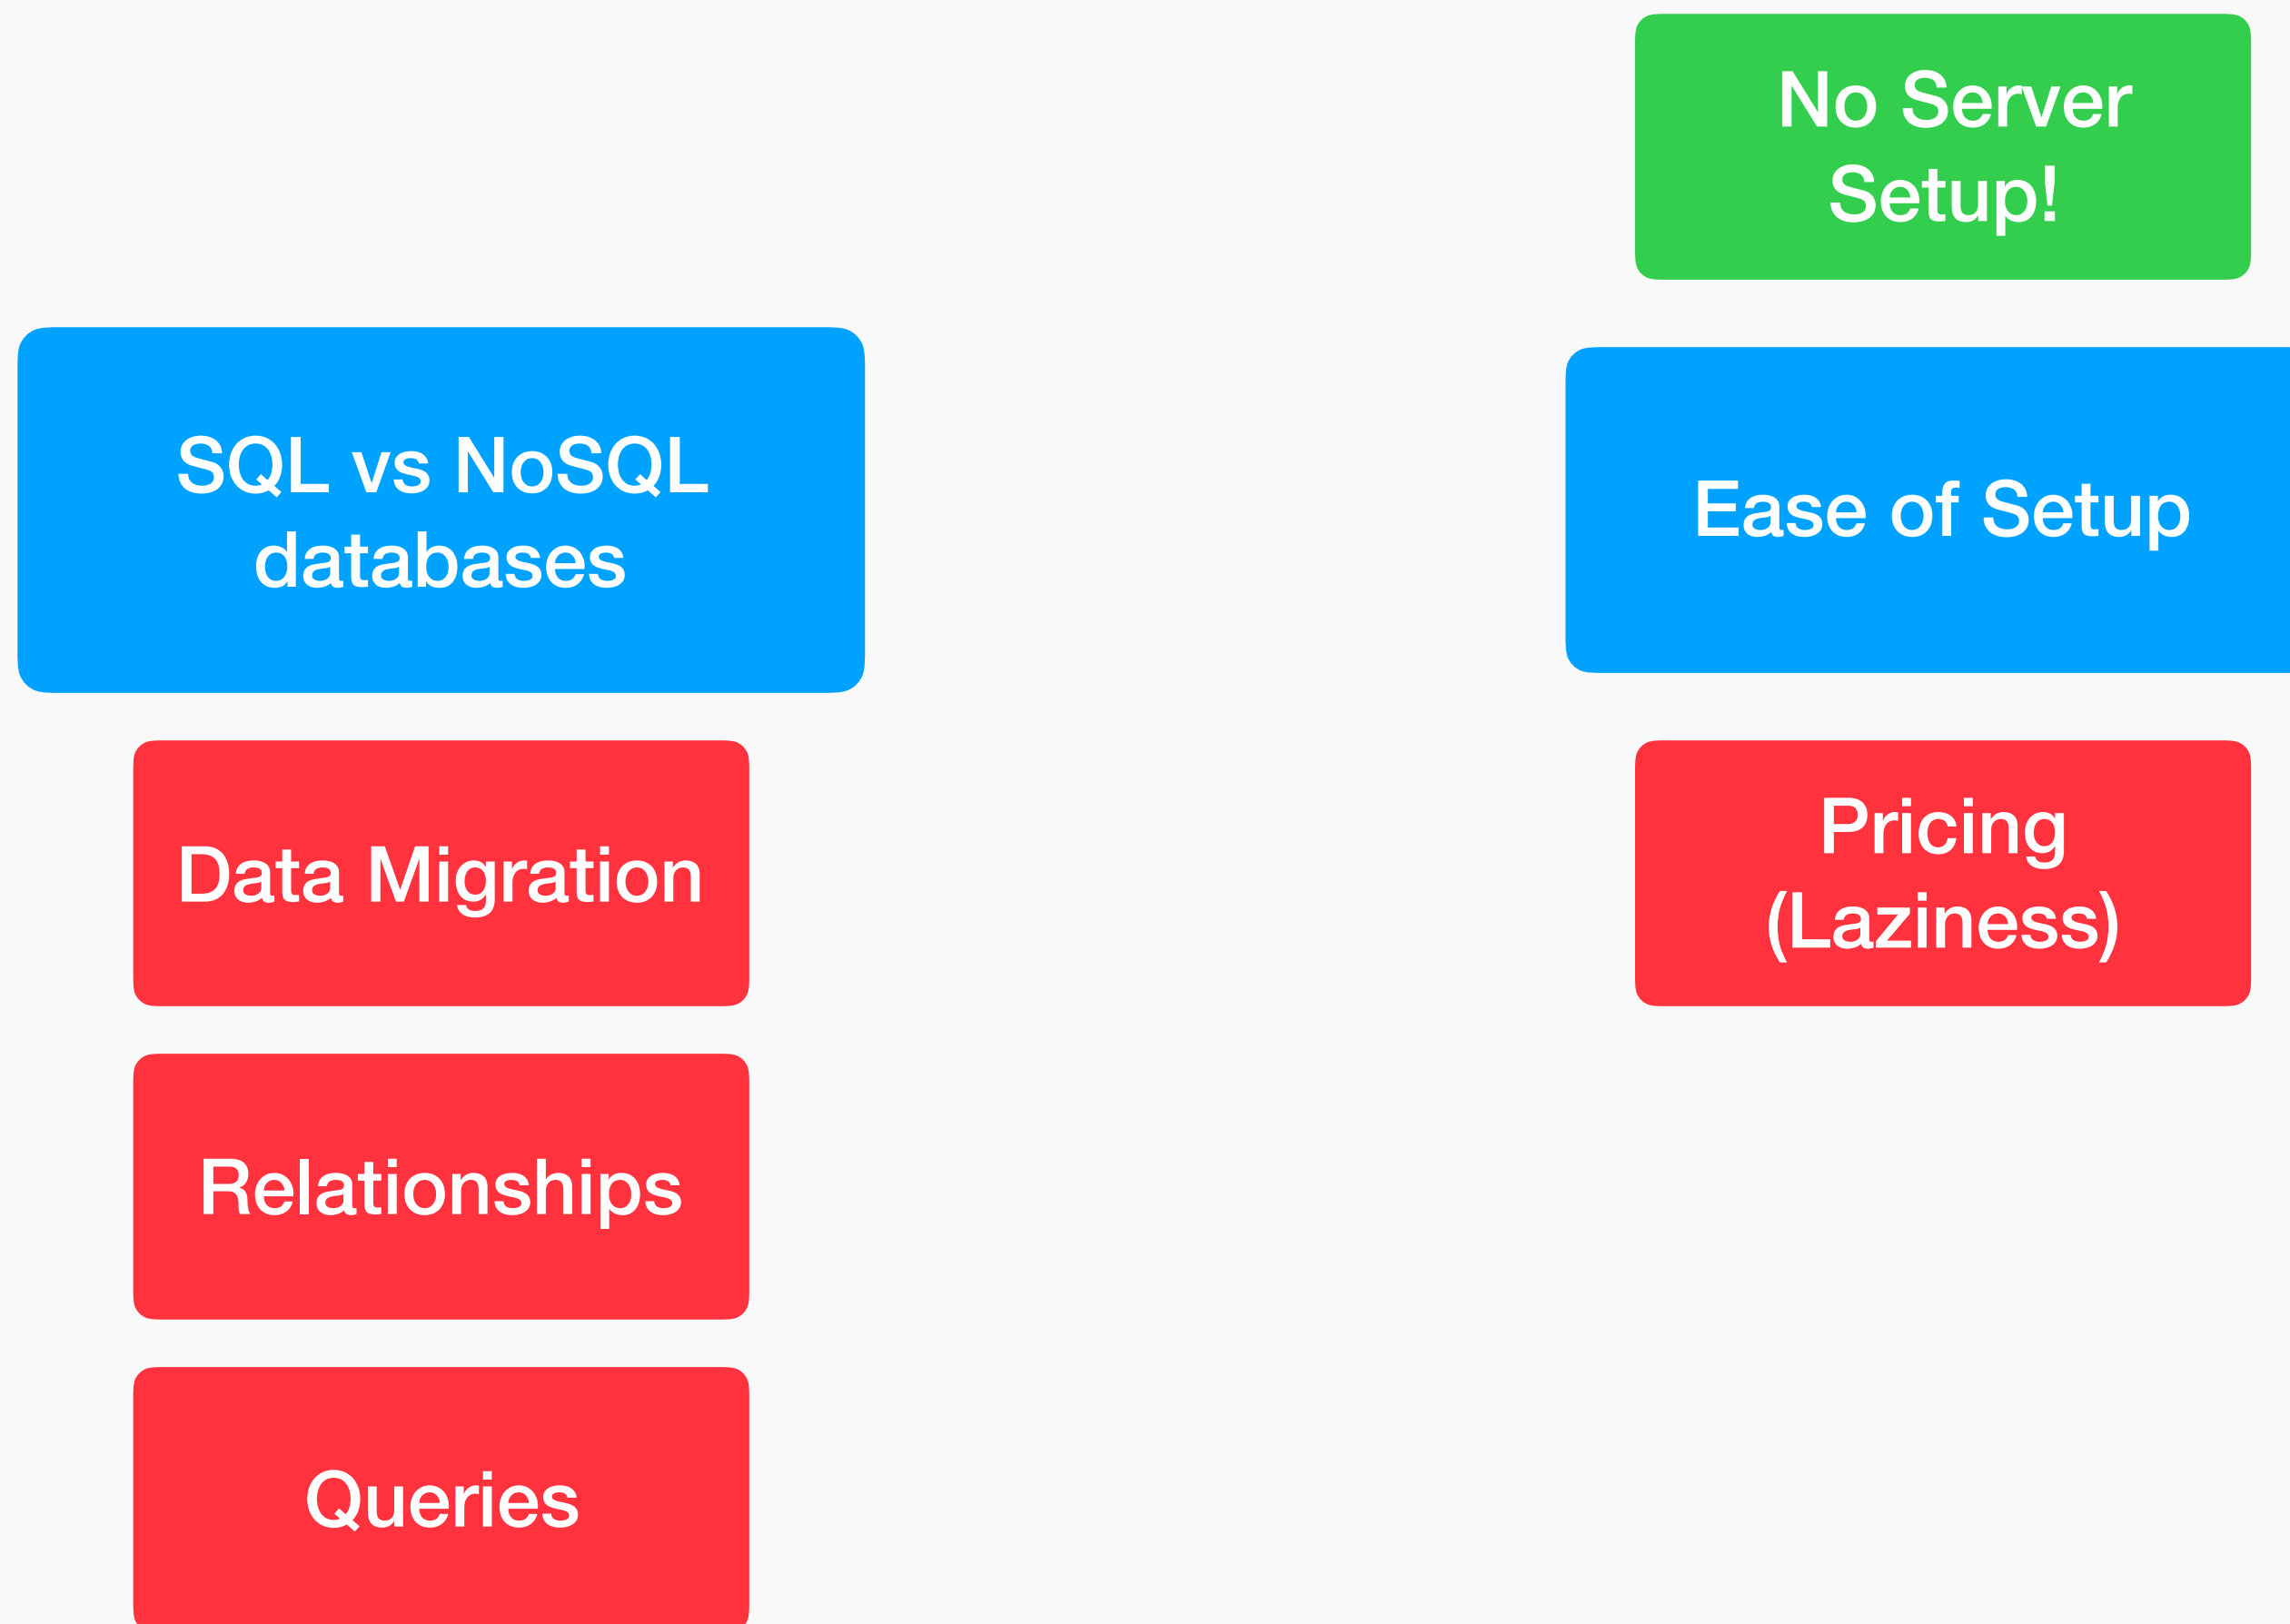 No Server
Setup!
SQL vs NoSQL
databases
Ease of Setup
Data Migration
Pricing
(Laziness)
Relationships
Queries